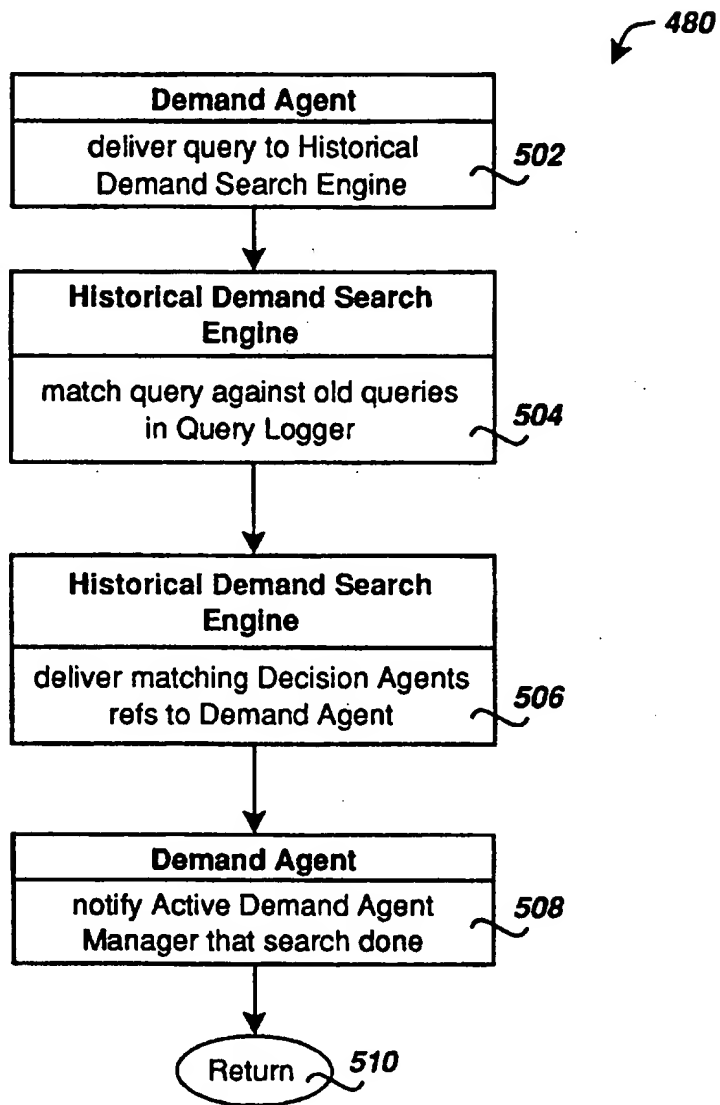 480
Demand Agent
deliver query to Historical
Demand Search Engine
502
Historical Demand Search
Engine
match query against old queries
in Query Logger
504
Historical Demand Search
Engine
deliver matching Decision Agents
refs to Demand Agent
506
Demand Agent
notify Active Demand Agent
Manager that search done
508
Return
510